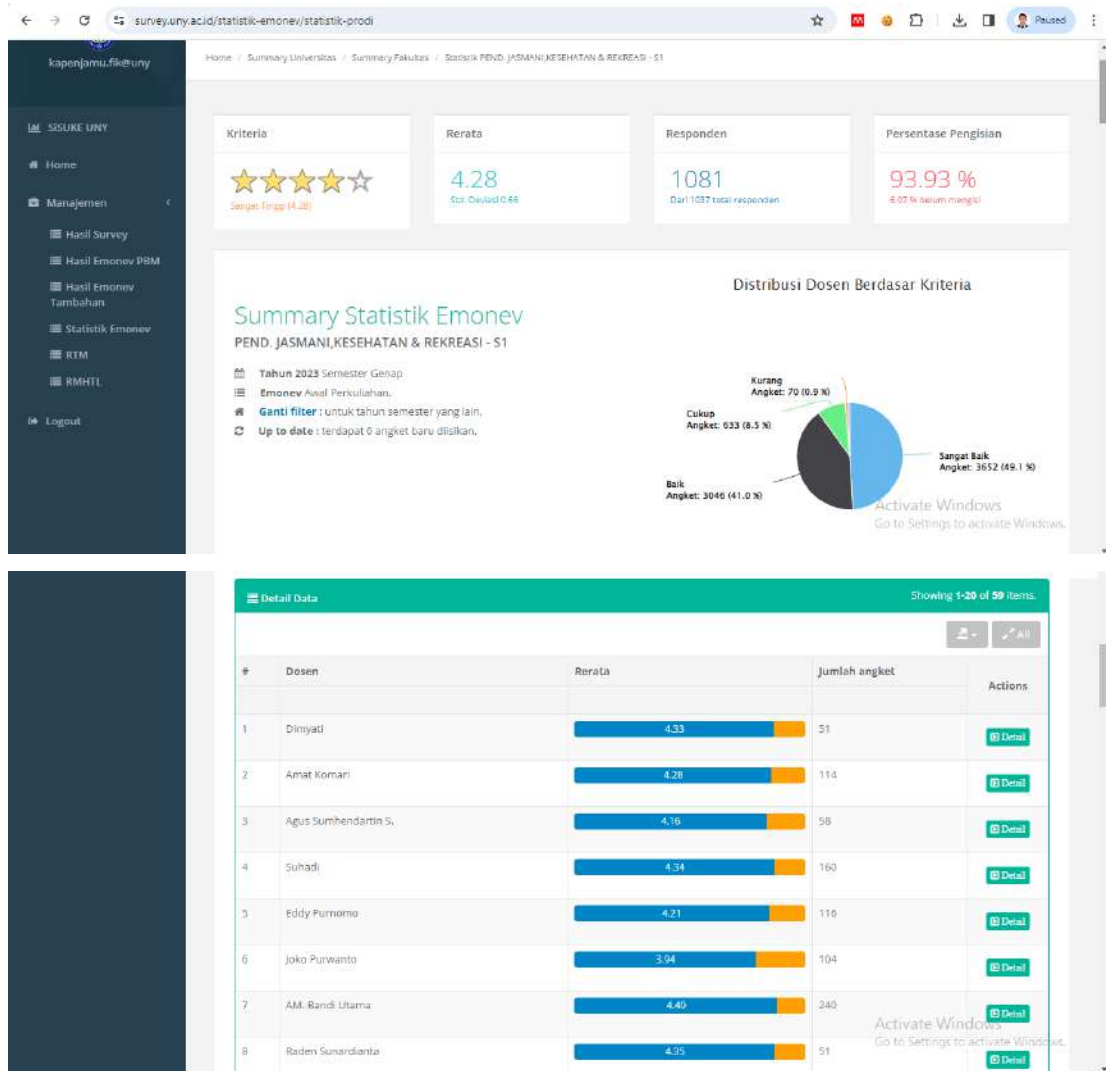 survey.uny.ac.id/statistik-emonev/statistik-prodi
Paused
kapenjamu.fik@uny
Home / Summary Universitas / Summary Fakultas / Statistik PEND. JASMANI,KESEHATAN & REKREASI - S1
SISUKE UNY
Home
Manajemen
Hasil Survey
Hasil Emonev PBM
Hasil Emonev
Tambahan
Statistik Emonev
RTM
RMHTL
Logout
Kriteria
Sangat Tinggi (4.28)
Rerata
4.28
Std. Deviasi 0.66
Responden
1081
Dari 1037 total responden
Persentase Pengisian
93.93 %
6.07 % belum mengisi
Summary Statistik Emonev
PEND. JASMANI,KESEHATAN & REKREASI - S1
Tahun 2023 Semester Genap
Emonev Awal Perkuliahan.
Ganti filter : untuk tahun semester yang lain.
Up to date : terdapat 0 angket baru diisikan.
Distribusi Dosen Berdasar Kriteria
Kurang
Angket: 70 (0.9 %)
Cukup
Angket: 633 (8.5 %)
Sangat Baik
Angket: 3652 (49.1 %)
Baik
Angket: 3046 (41.0 %)
Activate Windows
Go to Settings to activate Windows.
Detail Data
Showing 1-20 of 59 items.
All
# Dosen Rerata Jumlah angket Actions
1 Dimyati 4.33 51 Detail
2 Amat Komari 4.28 114 Detail
3 Agus Sumhendartin S. 4.16 58 Detail
4 Suhadi 4.34 160 Detail
5 Eddy Purnomo 4.21 116 Detail
6 Joko Purwanto 3.94 104 Detail
7 AM. Bandi Utama 4.40 240 Detail
8 Raden Sunardianta 4.35 51 Detail
Activate Windows
Go to Settings to activate Windows.